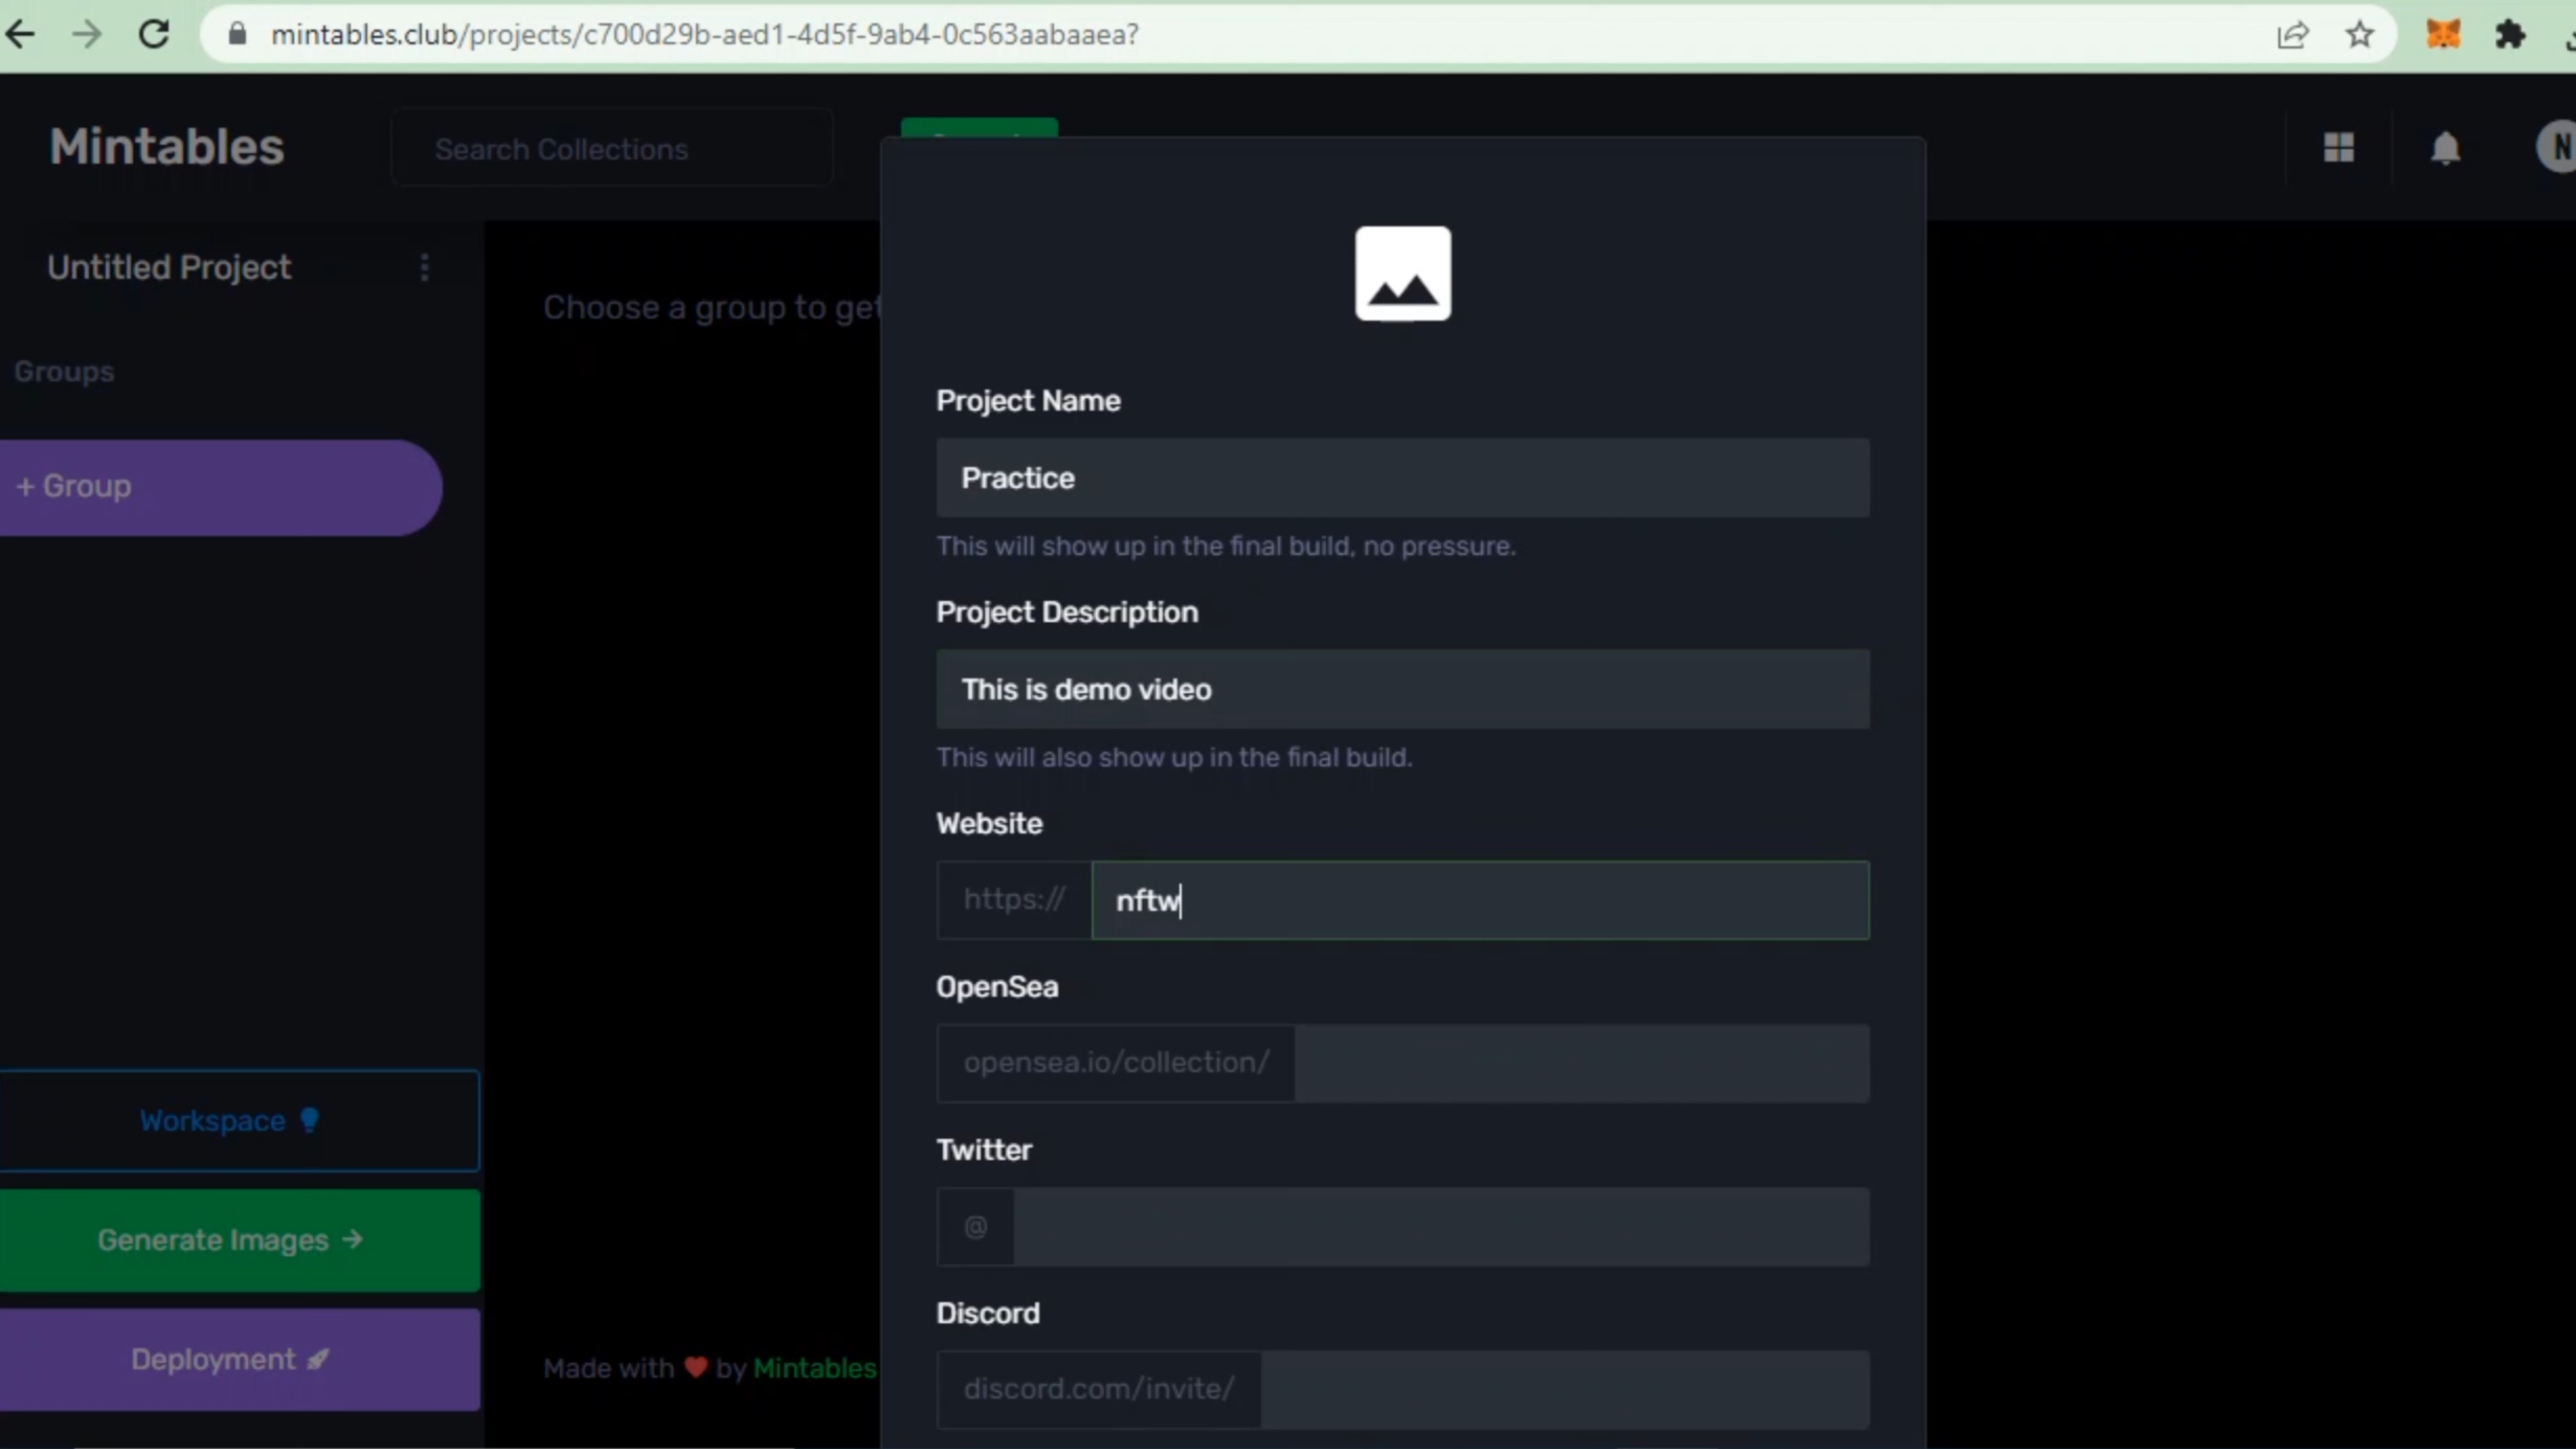 mintables.club/projects/c700d29b-aed1-4d5f-9ab4-0c563aabaaea?
Mintables
Search Collections
N
Untitled Project
Choose a group to get
Groups
+ Group
Project Name
Practice
This will show up in the final build, no pressure.
Project Description
This is demo video
This will also show up in the final build.
Website
https:// nftw
OpenSea
opensea.io/collection/
Twitter
@
Discord
discord.com/invite/
Workspace
Generate Images →
Deployment
Made with ❤ by Mintables